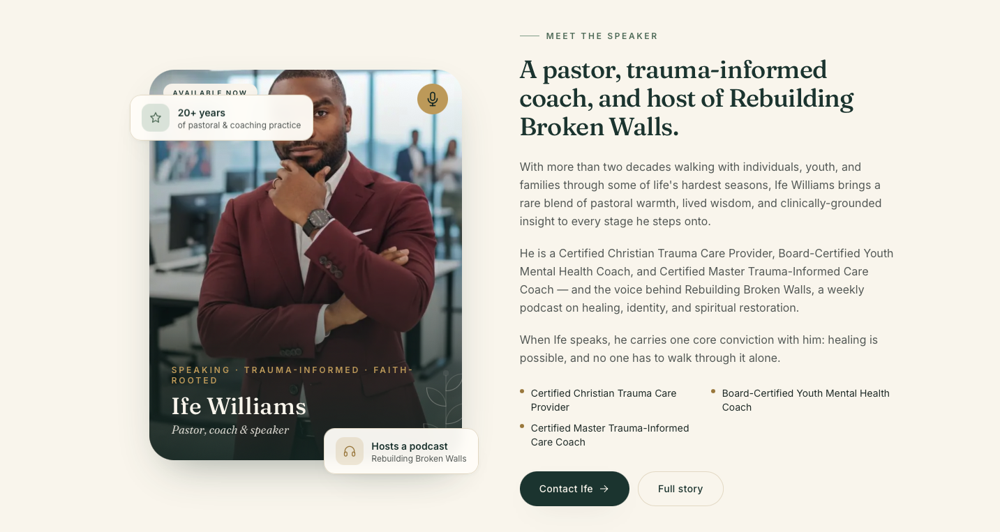 MEET THE SPEAKER
A pastor, trauma-informed
coach, and host of Rebuilding
Broken Walls.
With more than two decades walking with individuals, youth, and
families through some of life's hardest seasons, Ife Williams brings a
rare blend of pastoral warmth, lived wisdom, and clinically-grounded
insight to every stage he steps onto.
He is a Certified Christian Trauma Care Provider, Board-Certified Youth
Mental Health Coach, and Certified Master Trauma-Informed Care
Coach — and the voice behind Rebuilding Broken Walls, a weekly
podcast on healing, identity, and spiritual restoration.
When Ife speaks, he carries one core conviction with him: healing is
possible, and no one has to walk through it alone.
Certified Christian Trauma Care
Provider
Board-Certified Youth Mental Health
Coach
Certified Master Trauma-Informed
Care Coach
Contact Ife
Full story
AVAILABLE NOW
20+ years
of pastoral & coaching practice
SPEAKING · TRAUMA-INFORMED · FAITH-
ROOTED
Ife Williams
Pastor, coach & speaker
Hosts a podcast
Rebuilding Broken Walls